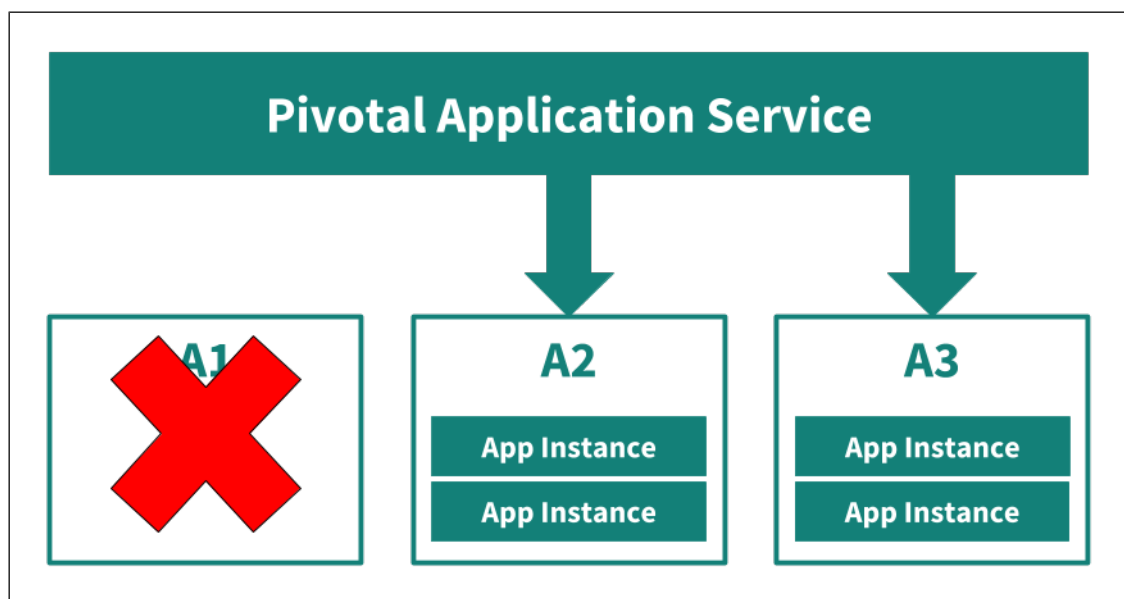 Pivotal Application Service
A1
A2
A3
App Instance
App Instance
App Instance
App Instance